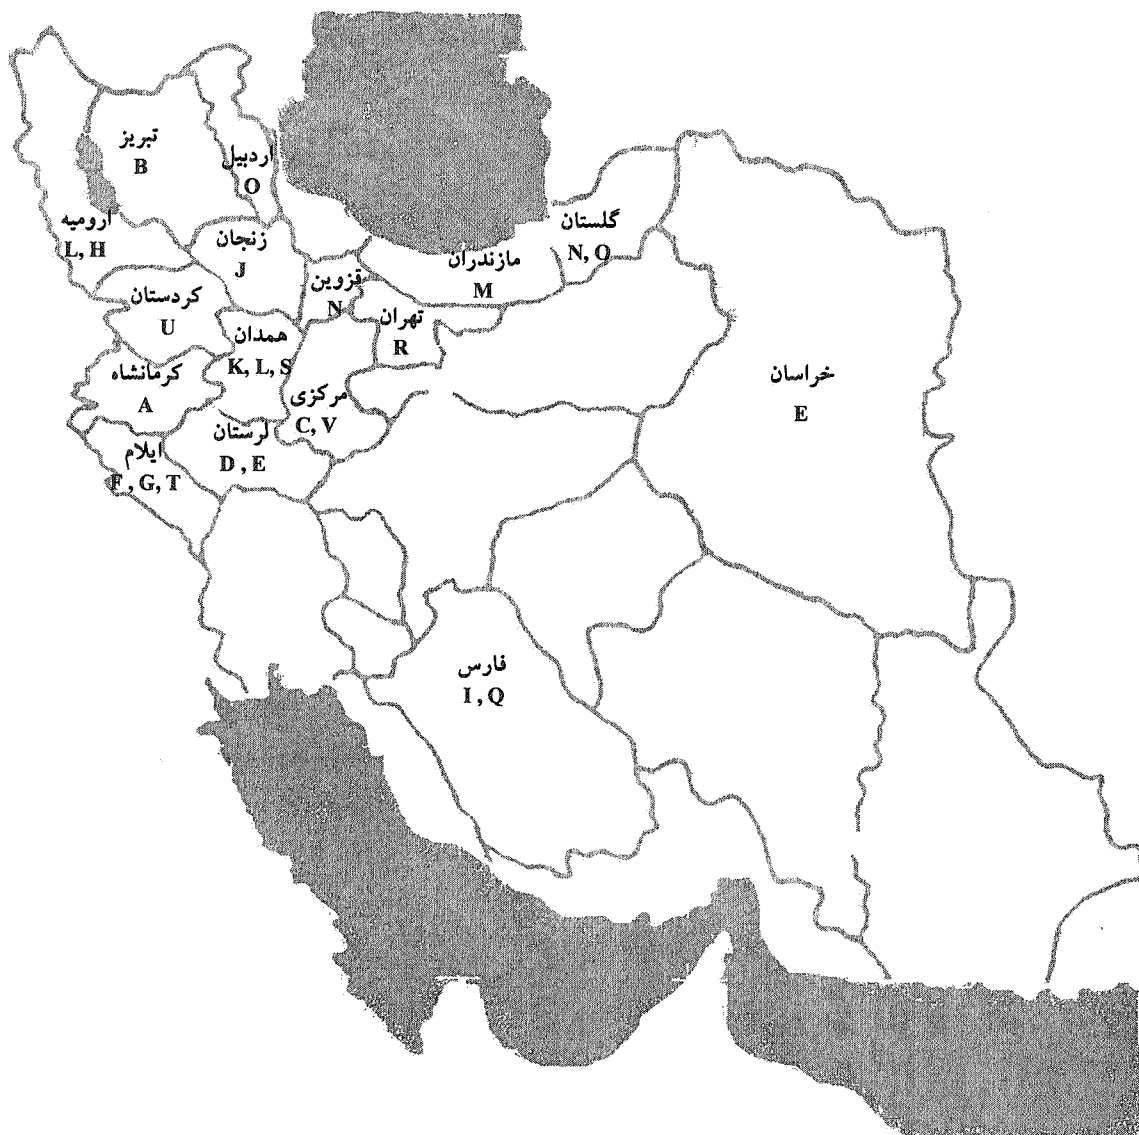 تبریز
B
اردبیل
O
ارومیه
L, H
زنجان
J
گلستان
N, O
مازندران
M
قزوین
N
کردستان
U
تهران
R
همدان
K, L, S
کرمانشاه
A
خراسان
E
مرکزی
C, V
لرستان
D , E
ایلام
F , G, T
فارس
I , Q